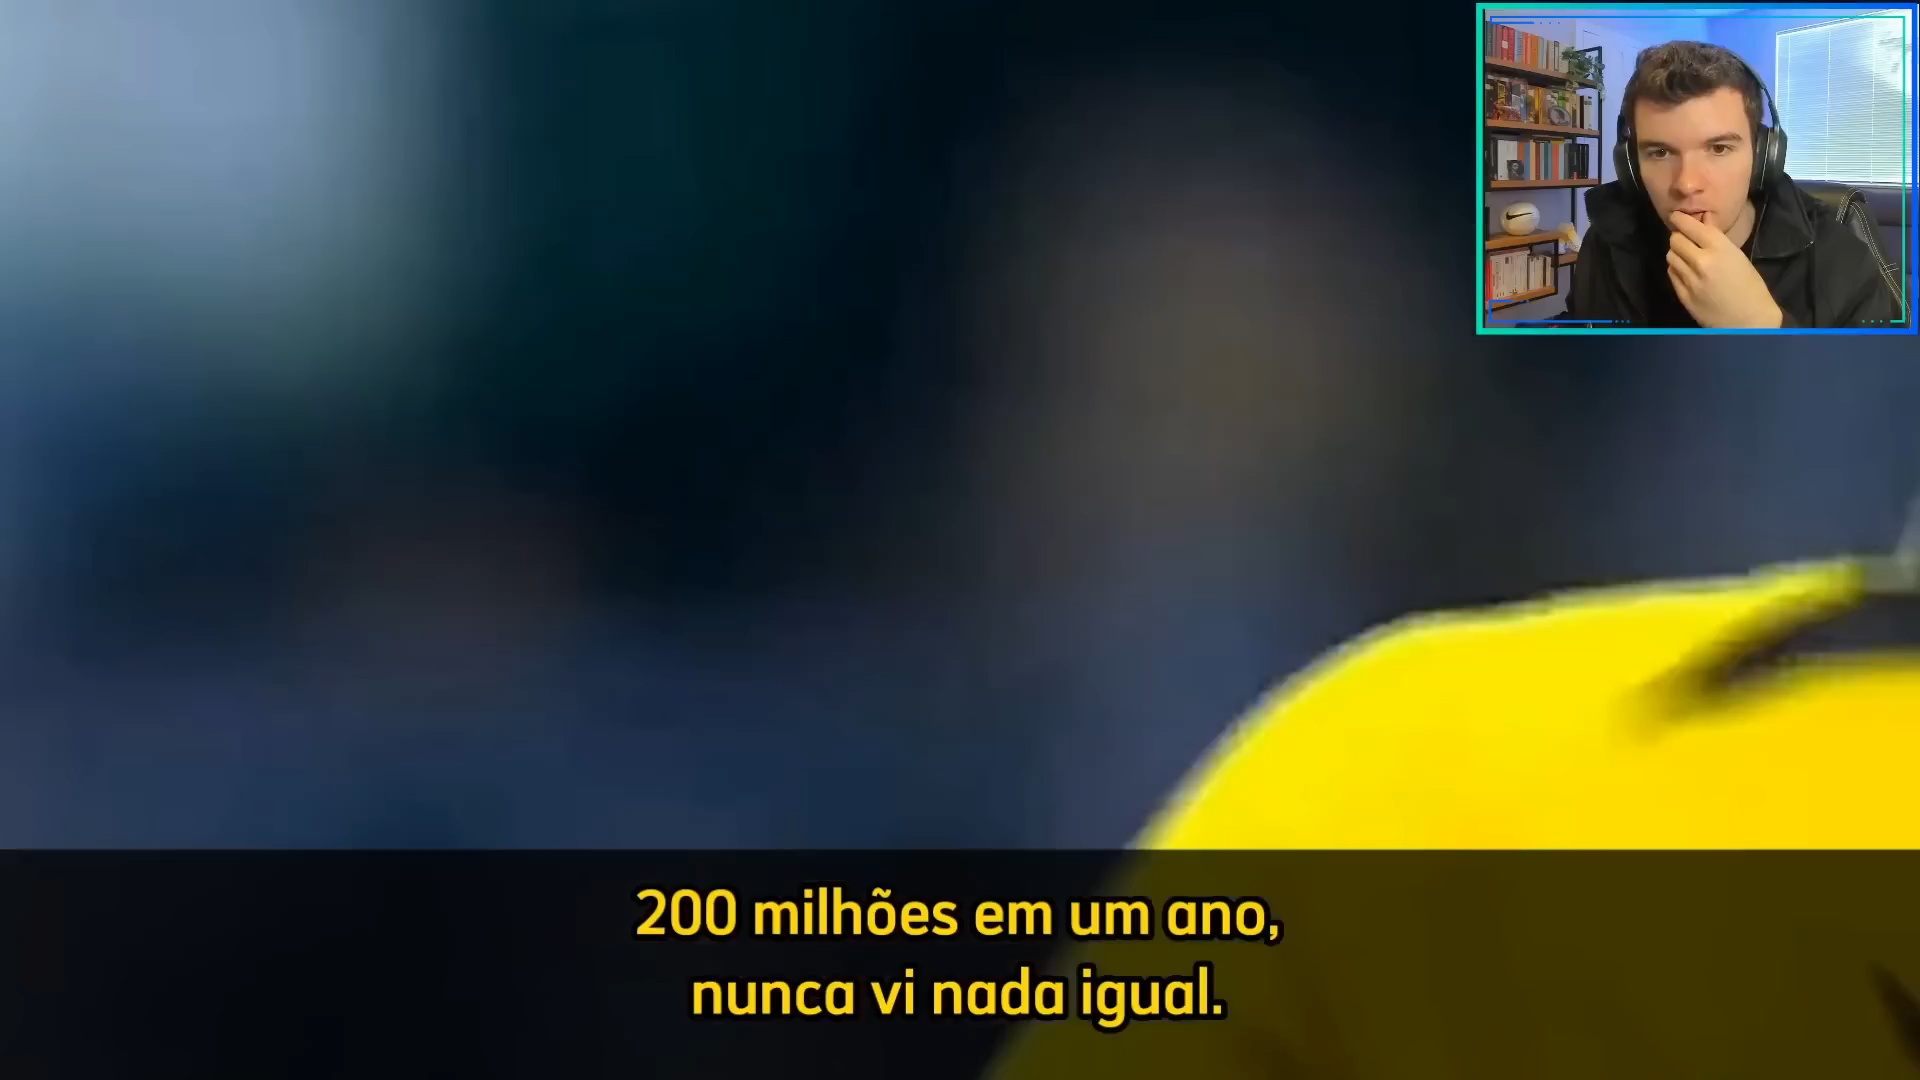 200 milhões em um ano,
nunca vi nada igual.